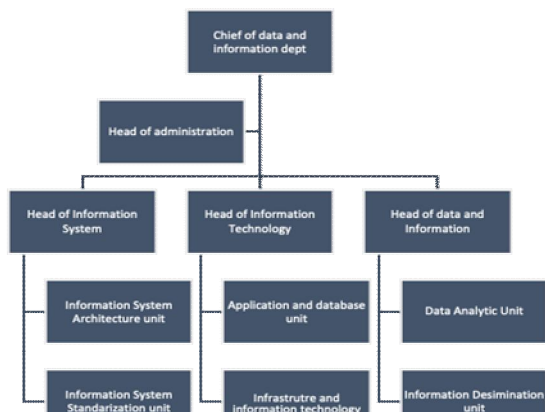 Chief of data and
information dept
Head of administration
Head of Information
System
Head of Information
Technology
Head of data and
Information
Information System
Architecture unit
Application and database
unit
Data Analytic Unit
Information System
Standarization unit
Infrastrutre and
information technology
Information Desimination
unit